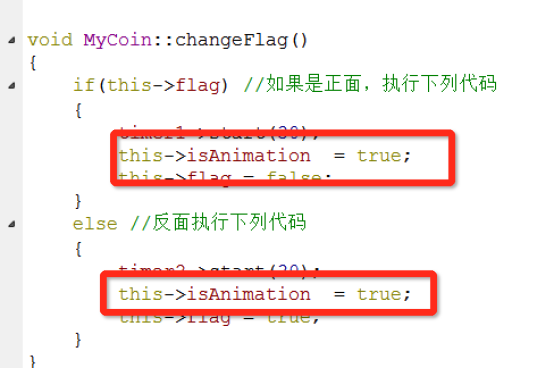 void MyCoin::changeFlag()
{
if(this->flag) //如果是正面，执行下列代码
{
timer1->start(30);
this->isAnimation  = true;
this->flag = false;
}
else //反面执行下列代码
{
timer2->start(30);
this->isAnimation  = true;
this->flag = true;
}
}